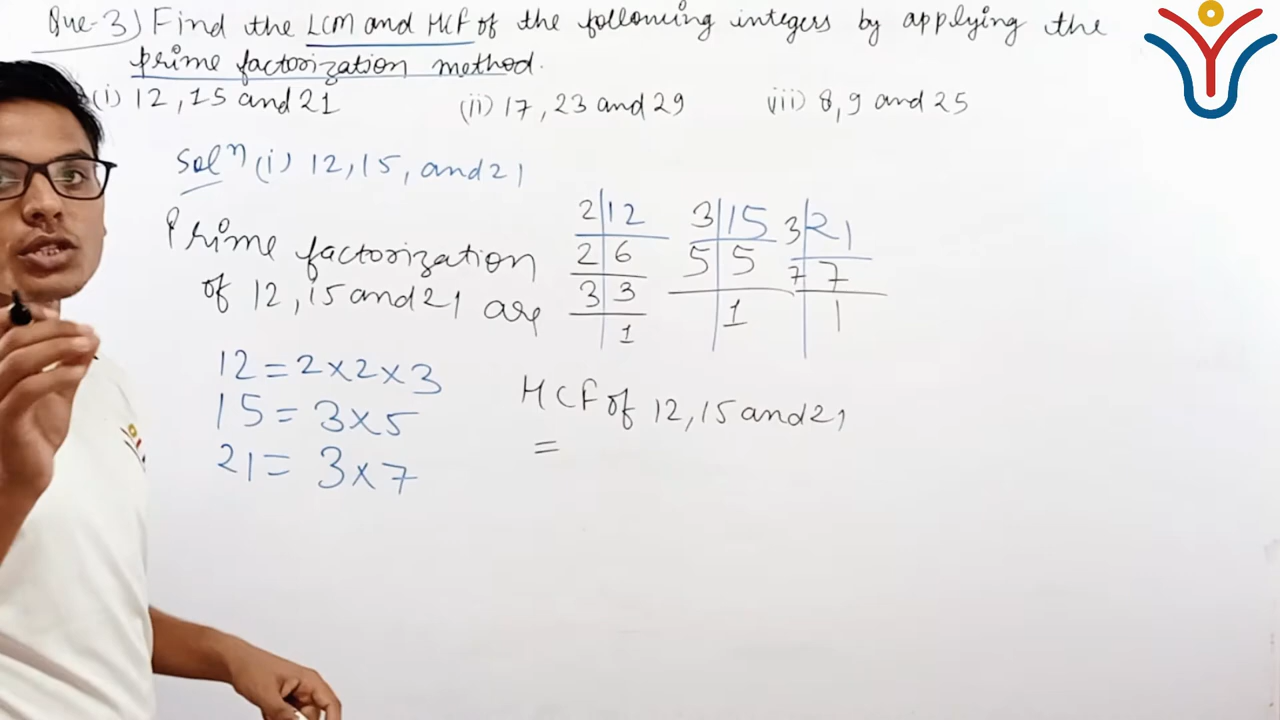 Que-3) Find the LCM and HCF of the following integers by applying the
prime factorization method.
(i) 12, 15 and 21 (ii) 17, 23 and 29 (iii) 8, 9 and 25
Solⁿ (i) 12, 15, and 21
Prime factorization
of 12, 15 and 21 are
2 | 12
2 | 6
3 | 3
| 1
3 | 15
5 | 5
| 1
3 | 21
7 | 7
| 1
12 = 2 × 2 × 3
15 = 3 × 5
21 = 3 × 7
HCF of 12, 15 and 21
=